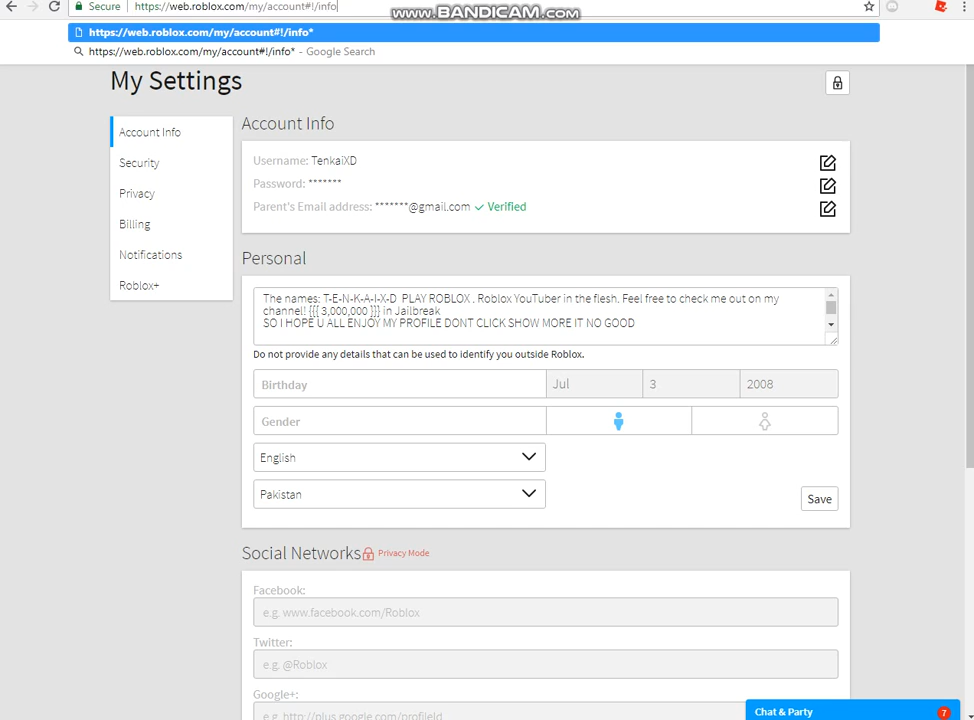 Secure https://web.roblox.com/my/account#!/info
www.BANDICAM.com
https://web.roblox.com/my/account#!/info*
https://web.roblox.com/my/account#!/info* - Google Search
My Settings
Account Info
Security
Privacy
Billing
Notifications
Roblox+
Account Info
Username: TenkaiXD
Password: *******
Parent's Email address: *******@gmail.com ✓ Verified
Personal
The names: T-E-N-K-A-I-X-D PLAY ROBLOX . Roblox YouTuber in the flesh. Feel free to check me out on my
channel! {{{ 3,000,000 }}} in Jailbreak
SO I HOPE U ALL ENJOY MY PROFILE DONT CLICK SHOW MORE IT NO GOOD
Do not provide any details that can be used to identify you outside Roblox.
Birthday Jul 3 2008
Gender
English
Pakistan
Save
Social Networks Privacy Mode
Facebook:
e.g. www.facebook.com/Roblox
Twitter:
e.g. @Roblox
Google+:
e.g. http://plus.google.com/profileId
Chat & Party 7